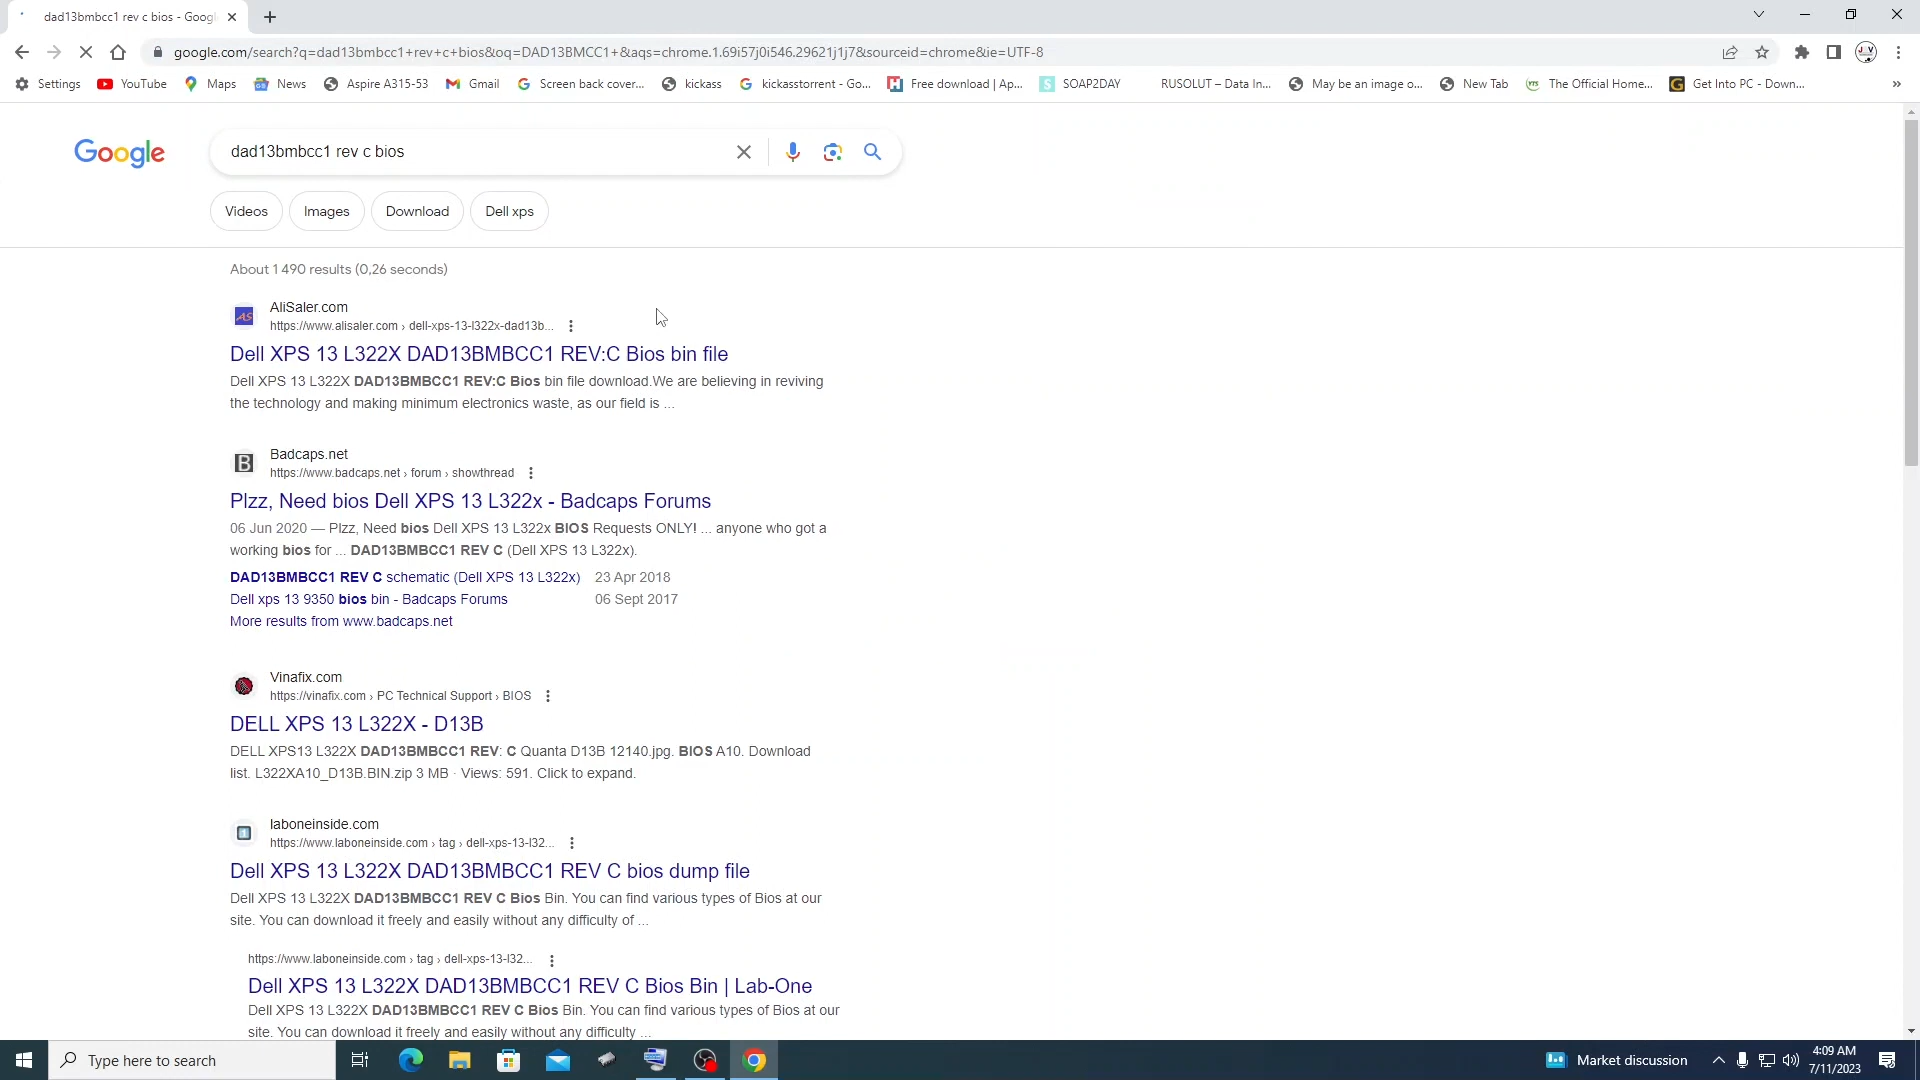 dad13bmbcc1 rev c bios - Googl
google.com/search?q=dad13bmbcc1+rev+c+bios&oq=DAD13BMCC1+&aqs=chrome.1.69i57j0i546.29621j1j7&sourceid=chrome&ie=UTF-8
Settings YouTube Maps News Aspire A315-53 Gmail Screen back cover... kickass kickasstorrent - Go... Free download | Ap... SOAP2DAY RUSOLUT – Data In... May be an image o... New Tab The Official Home... Get Into PC - Down... »
Google
dad13bmbcc1 rev c bios
Videos Images Download Dell xps
About 1 490 results (0,26 seconds)
AS
AliSaler.com
https://www.alisaler.com › dell-xps-13-l322x-dad13b...
Dell XPS 13 L322X DAD13BMBCC1 REV:C Bios bin file
Dell XPS 13 L322X DAD13BMBCC1 REV:C Bios bin file download.We are believing in reviving
the technology and making minimum electronics waste, as our field is ...
B
Badcaps.net
https://www.badcaps.net › forum › showthread
Plzz, Need bios Dell XPS 13 L322x - Badcaps Forums
06 Jun 2020 — Plzz, Need bios Dell XPS 13 L322x BIOS Requests ONLY! ... anyone who got a
working bios for ... DAD13BMBCC1 REV C (Dell XPS 13 L322x).
DAD13BMBCC1 REV C schematic (Dell XPS 13 L322x) 23 Apr 2018
Dell xps 13 9350 bios bin - Badcaps Forums 06 Sept 2017
More results from www.badcaps.net
Vinafix.com
https://vinafix.com › PC Technical Support › BIOS
DELL XPS 13 L322X - D13B
DELL XPS13 L322X DAD13BMBCC1 REV: C Quanta D13B 12140.jpg. BIOS A10. Download
list. L322XA10_D13B.BIN.zip 3 MB · Views: 591. Click to expand.
1
laboneinside.com
https://www.laboneinside.com › tag › dell-xps-13-l32...
Dell XPS 13 L322X DAD13BMBCC1 REV C bios dump file
Dell XPS 13 L322X DAD13BMBCC1 REV C Bios Bin. You can find various types of Bios at our
site. You can download it freely and easily without any difficulty of ...
https://www.laboneinside.com › tag › dell-xps-13-l32...
Dell XPS 13 L322X DAD13BMBCC1 REV C Bios Bin | Lab-One
Dell XPS 13 L322X DAD13BMBCC1 REV C Bios Bin. You can find various types of Bios at our
site. You can download it freely and easily without any difficulty ...
Type here to search
Market discussion
4:09 AM
7/11/2023